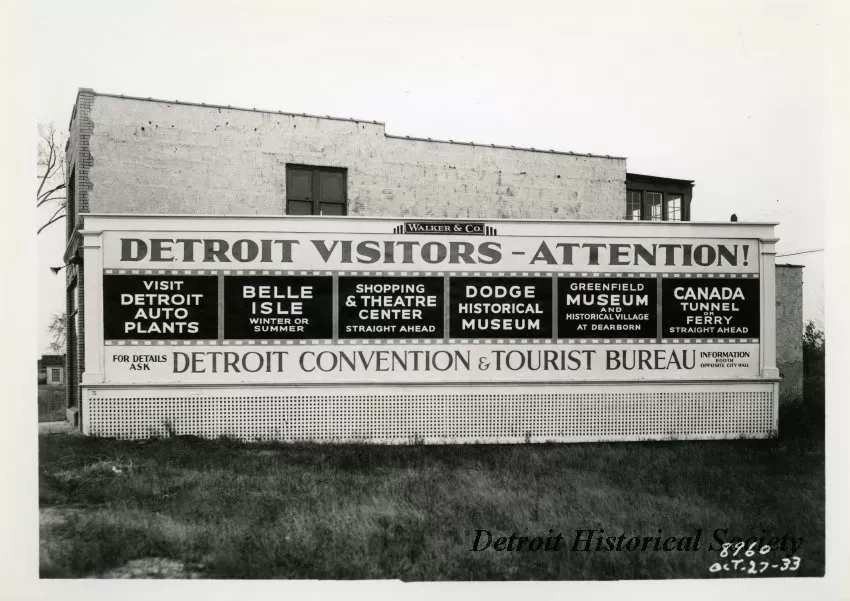 WALKER & CO.
DETROIT VISITORS - ATTENTION!
VISIT
DETROIT
AUTO
PLANTS
BELLE
ISLE
WINTER OR
SUMMER
SHOPPING
& THEATRE
CENTER
STRAIGHT AHEAD
DODGE
HISTORICAL
MUSEUM
GREENFIELD
MUSEUM
AND
HISTORICAL VILLAGE
AT DEARBORN
CANADA
TUNNEL
OR
FERRY
STRAIGHT AHEAD
FOR DETAILS
ASK
DETROIT CONVENTION & TOURIST BUREAU
INFORMATION
BOOTH
OPPOSITE CITY HALL
Detroit Historical Society
8960
OCT-27-33